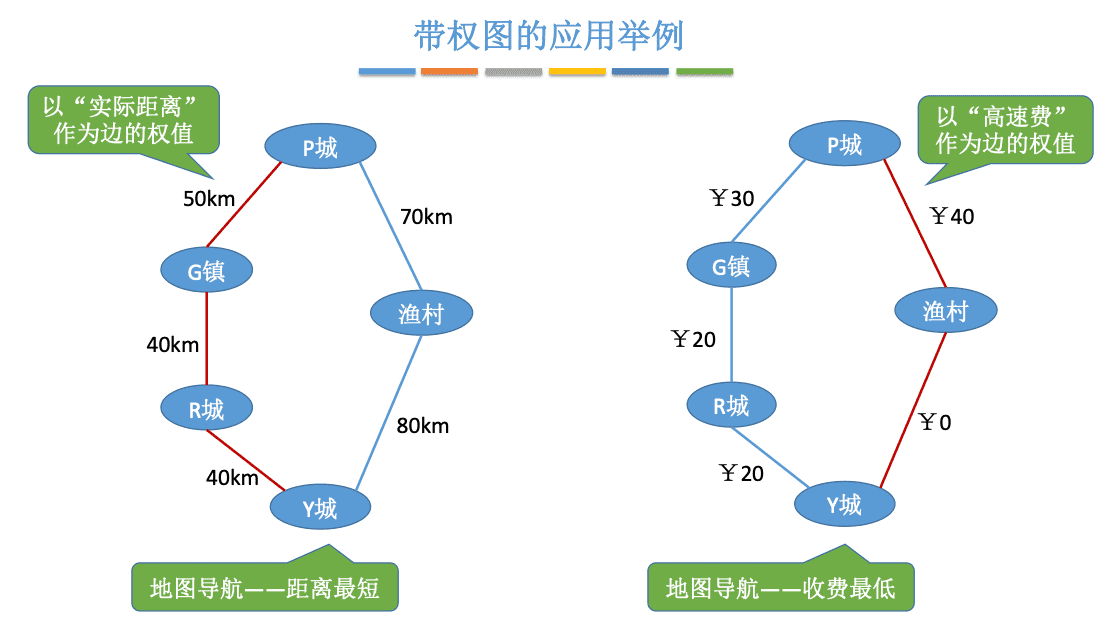 带权图的应用举例
以“实际距离”
作为边的权值
P城
50km
70km
G镇
渔村
40km
R城
80km
40km
Y城
地图导航——距离最短
以“高速费”
作为边的权值
P城
￥30
￥40
G镇
渔村
￥20
R城
￥0
￥20
Y城
地图导航——收费最低